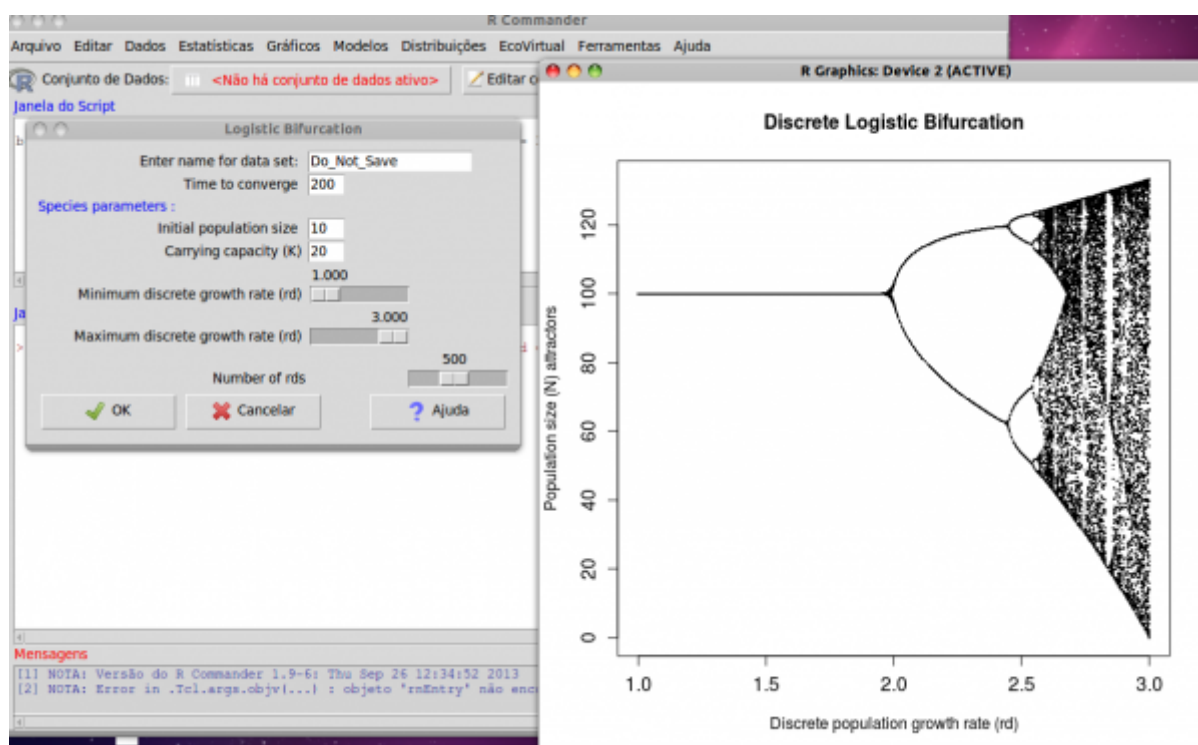 R Commander
Arquivo Editar Dados Estatísticas Gráficos Modelos Distribuições EcoVirtual Ferramentas Ajuda
Conjunto de Dados: <Não há conjunto de dados ativo> Editar
Janela do Script
Logistic Bifurcation
Enter name for data set: Do_Not_Save
Time to converge 200
Species parameters :
Initial population size 10
Carrying capacity (K) 20
1.000
Minimum discrete growth rate (rd)
3.000
Maximum discrete growth rate (rd)
500
Number of rds
OK Cancelar Ajuda
Mensagens
[1] NOTA: Versão do R Commander 1.9-6: Thu Sep 26 12:34:52 2013
[2] NOTA: Error in .Tcl.args.objv(...) : objeto 'rnEntry' não enc
R Graphics: Device 2 (ACTIVE)
Discrete Logistic Bifurcation
Population size (N) attractors
120
100
80
60
40
20
0
1.0 1.5 2.0 2.5 3.0
Discrete population growth rate (rd)